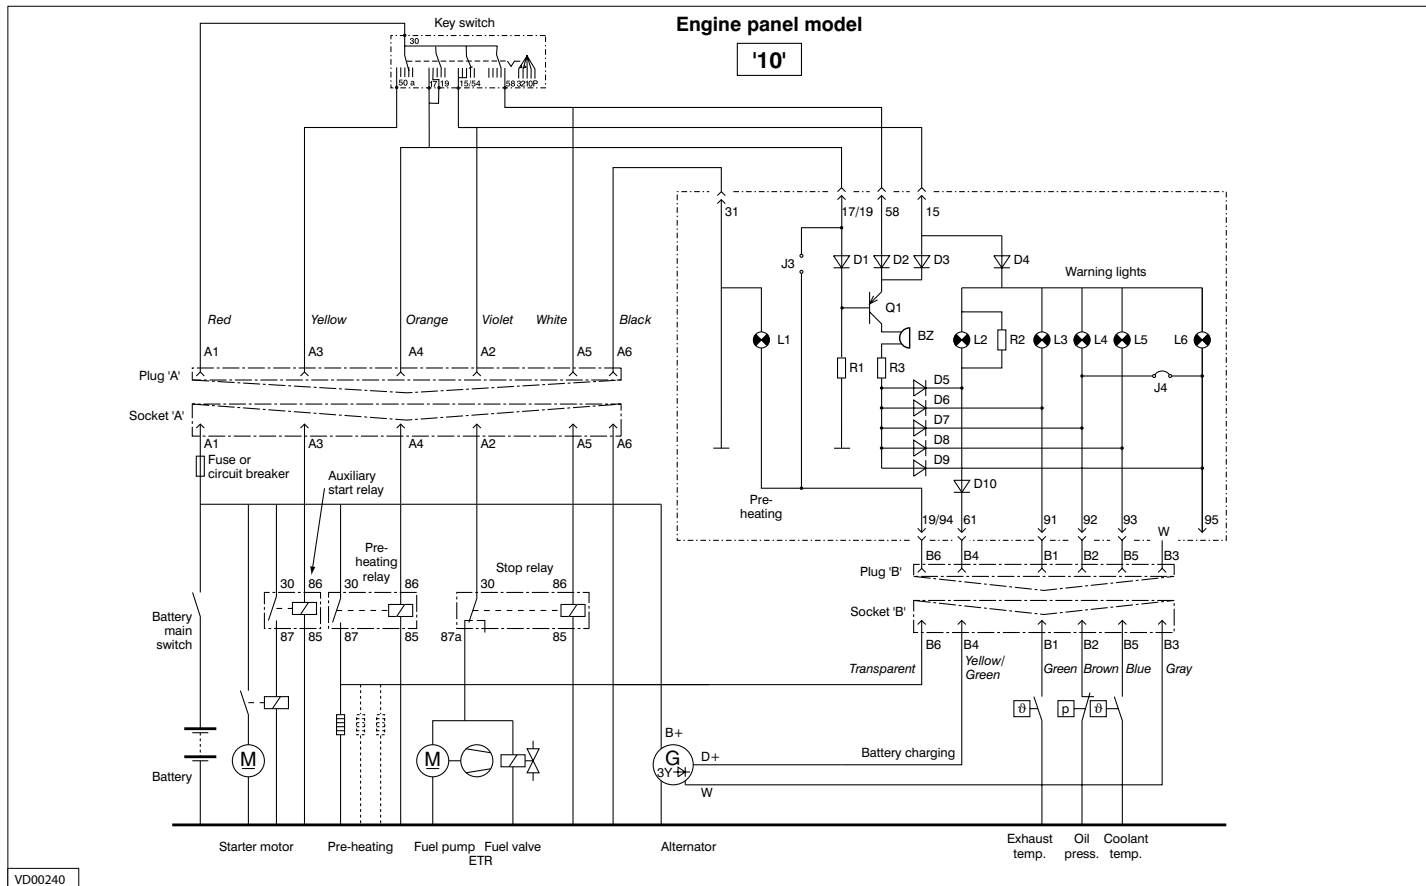 Engine panel model
'10'
Key switch
30
50 a
17/19
15/54
58 3210P
31
17/19
58
15
J3
D1
D2
D3
D4
Warning lights
Q1
BZ
L1
L2
R2
L3
L4
L5
L6
R1
R3
J4
D5
D6
D7
D8
D9
D10
Pre-
heating
19/94
61
91
92
93
W
95
Red
Yellow
Orange
Violet
White
Black
A1
A3
A4
A2
A5
A6
Plug 'A'
Socket 'A'
A1
A3
A4
A2
A5
A6
Fuse or
circuit breaker
Auxiliary
start relay
Pre-
heating
relay
Stop relay
30
86
30
86
30
86
87
85
87
85
87a
85
Battery
main
switch
B6
B4
B1
B2
B5
B3
Plug 'B'
Socket 'B'
B6
B4
B1
B2
B5
B3
Transparent
Yellow/
Green
Green
Brown
Blue
Gray
ϑ
p
ϑ
B+
D+
G
3Y
W
Battery charging
M
M
Battery
Starter motor
Pre-heating
Fuel pump
Fuel valve
ETR
Alternator
Exhaust
temp.
Oil
press.
Coolant
temp.
VD00240